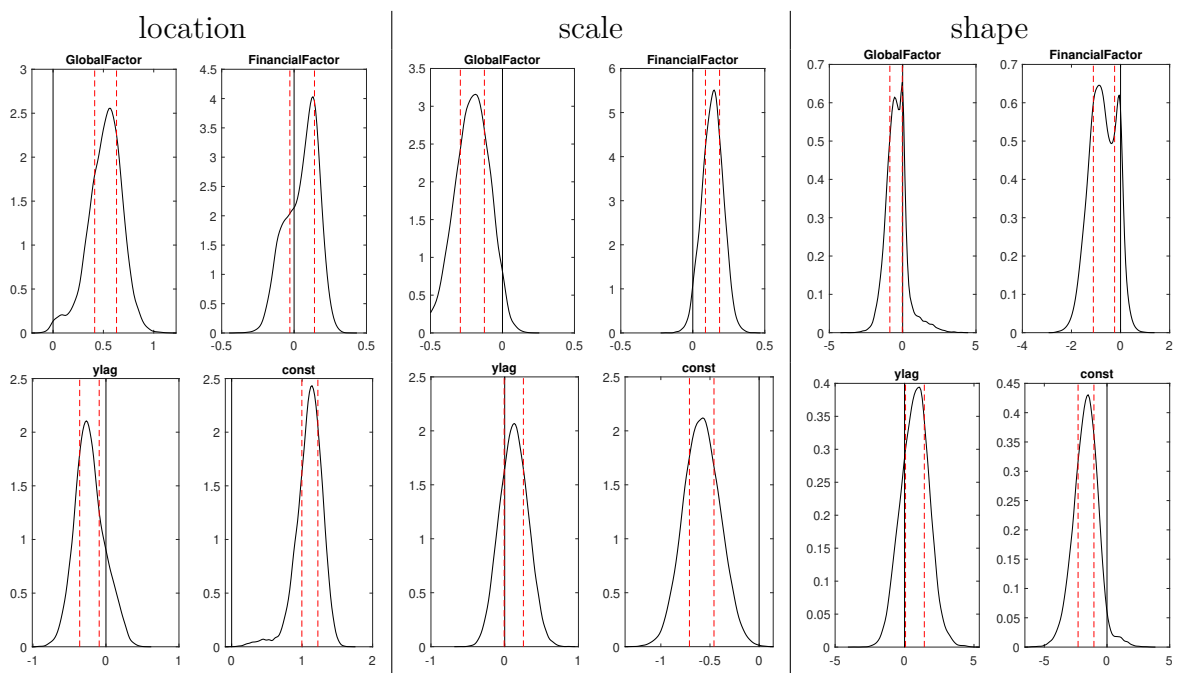 location scale shape
GlobalFactor FinancialFactor GlobalFactor FinancialFactor GlobalFactor FinancialFactor
3 2.5 2 1.5 1 0.5 0
0 0.5 1
4.5 4 3.5 3 2.5 2 1.5 1 0.5 0
-0.5 0 0.5
3.5 3 2.5 2 1.5 1 0.5 0
-0.5 0 0.5
6 5 4 3 2 1 0
-0.5 0 0.5
0.7 0.6 0.5 0.4 0.3 0.2 0.1 0
-5 0 5
0.7 0.6 0.5 0.4 0.3 0.2 0.1 0
-4 -2 0 2
ylag const ylag const ylag const
2.5 2 1.5 1 0.5 0
-1 0 1
2.5 2 1.5 1 0.5 0
0 1 2
2.5 2 1.5 1 0.5 0
-1 0 1
2.5 2 1.5 1 0.5 0
-1 -0.5 0
0.4 0.35 0.3 0.25 0.2 0.15 0.1 0.05 0
-5 0 5
0.45 0.4 0.35 0.3 0.25 0.2 0.15 0.1 0.05 0
-5 0 5